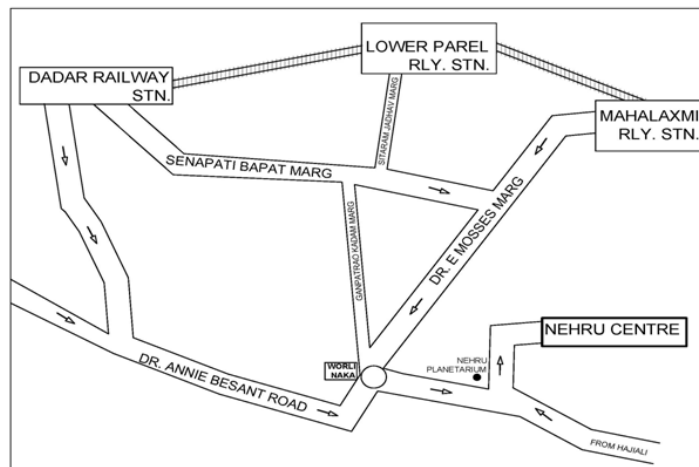 LOWER PAREL
RLY. STN.
DADAR RAILWAY
STN.
MAHALAXMI
RLY. STN.
SITARAM JADHAV MARG
SENAPATI BAPAT MARG
DR. E MOSSES MARG
GANPATRAO KADAM MARG
NEHRU CENTRE
NEHRU
PLANETARIUM
WORLI
NAKA
DR. ANNIE BESANT ROAD
FROM HAJIALI